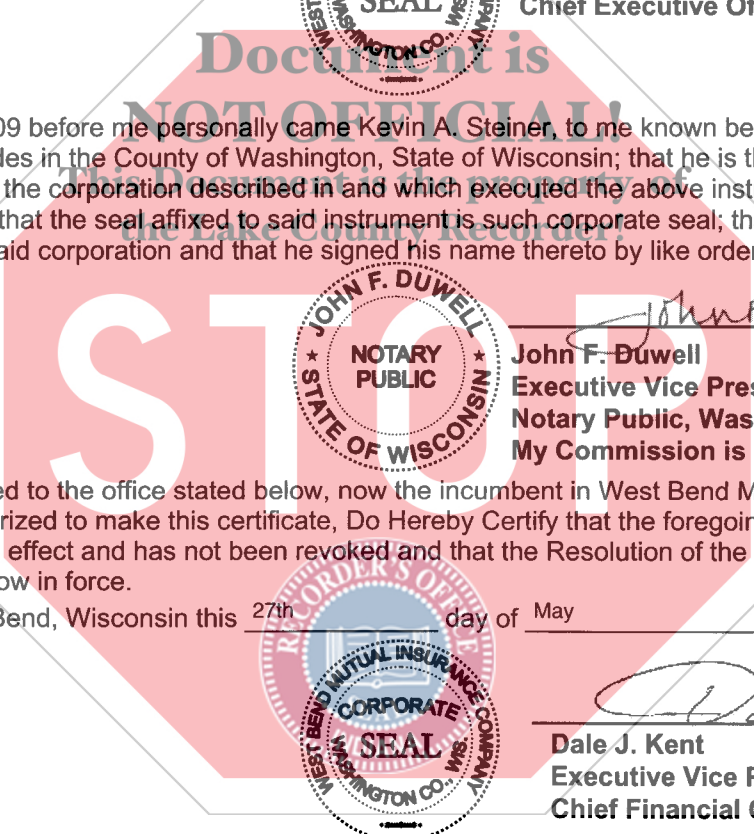 SEAL
WEST
WASHINGTON CO., WIS.
COMPANY
Chief Executive Of
Document is
NOT OFFICIAL!
This Document is the property of
the Lake County Recorder!
09 before me personally came Kevin A. Steiner, to me known be
des in the County of Washington, State of Wisconsin; that he is th
the corporation described in and which executed the above inst
that the seal affixed to said instrument is such corporate seal; th
aid corporation and that he signed his name thereto by like order
STOP
JOHN F. DUWELL
NOTARY
PUBLIC
STATE OF WISCONSIN
John
John F. Duwell
Executive Vice Pres
Notary Public, Was
My Commission is
ed to the office stated below, now the incumbent in West Bend M
rized to make this certificate, Do Hereby Certify that the foregoin
effect and has not been revoked and that the Resolution of the
ow in force.
Bend, Wisconsin this 27th day of May
RECORDER'S OFFICE
WEST BEND MUTUAL INSURANCE COMPANY
CORPORATE
SEAL
WASHINGTON CO., WIS.
Dale J. Kent
Executive Vice P
Chief Financial O